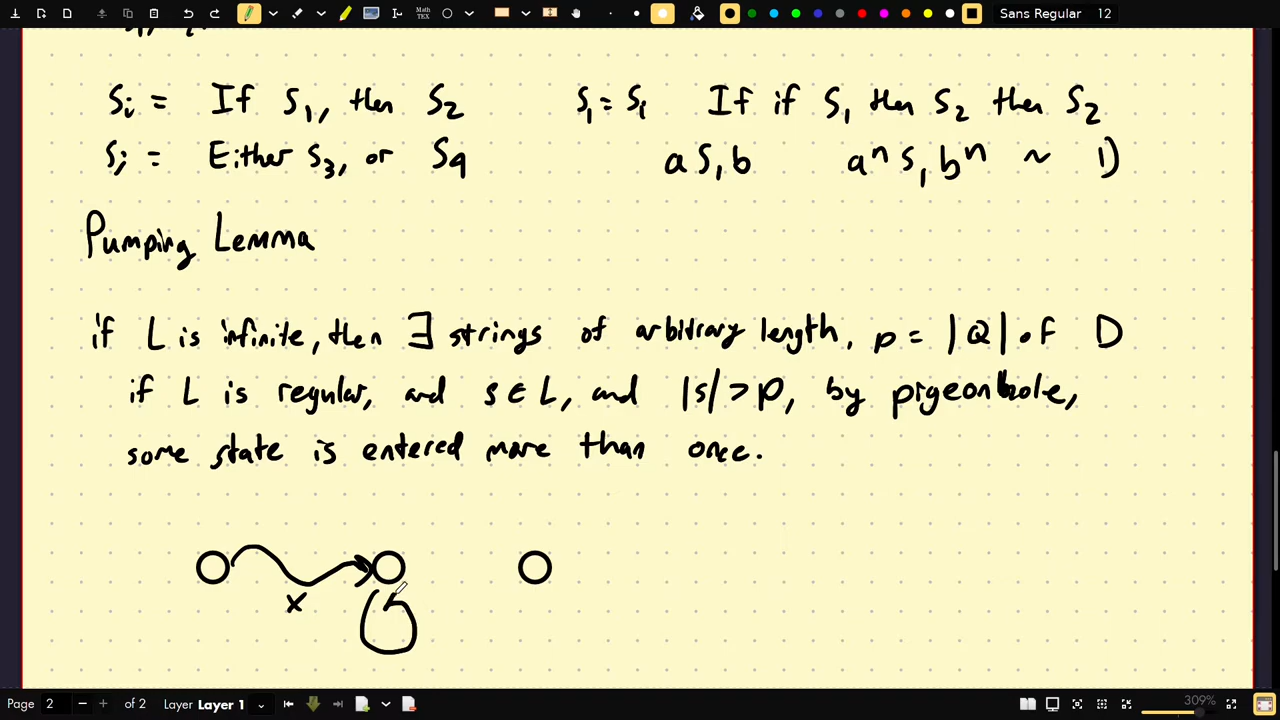 Math TEX Sans Regular 12
Si = If S1, then S2 S1 = S1 If if S1 then S2 then S2
Sj = Either S3, or S4 a S1 b aⁿ S1 bⁿ ~ 1)
Pumping Lemma
if L is infinite, then ∃ strings of arbitrary length, p = |Q| of D
if L is regular, and s ∈ L, and |s| > p, by pigeonhole,
some state is entered more than once.
x
Page 2 of 2 Layer Layer 1 309%